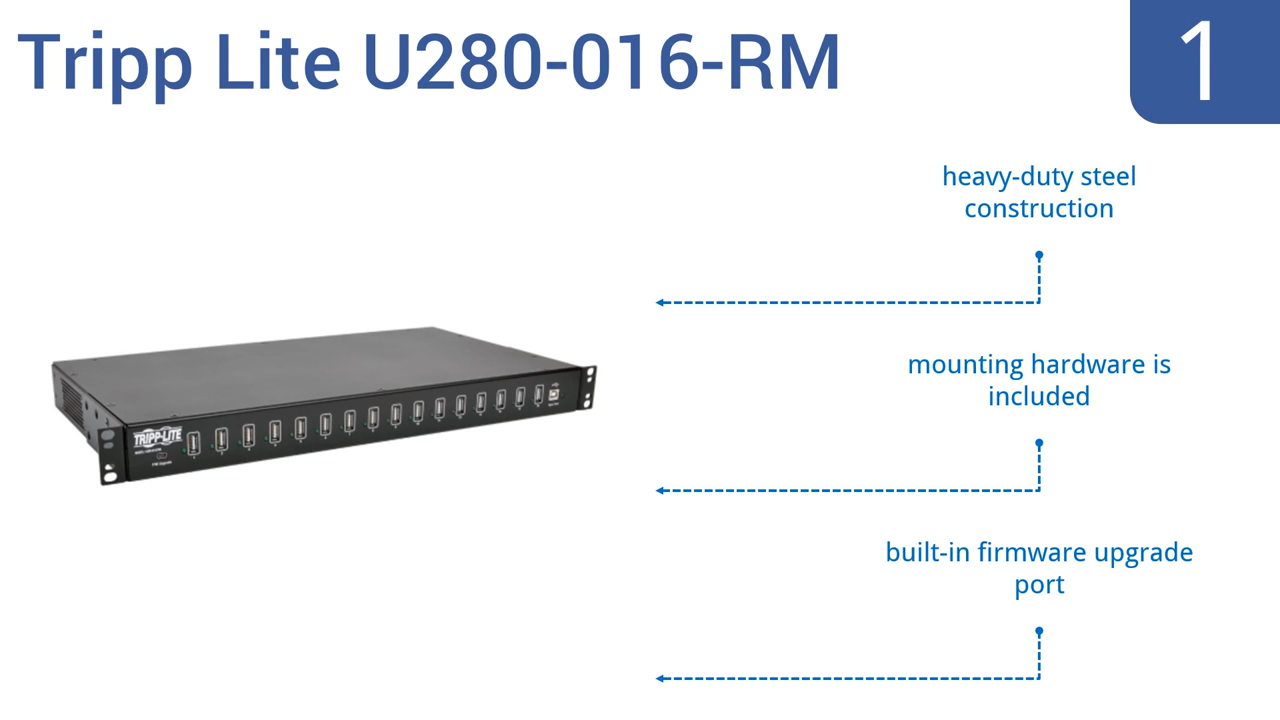 Tripp Lite U280-016-RM
1
heavy-duty steel
construction
mounting hardware is
included
built-in firmware upgrade
port
TRIPP-LITE